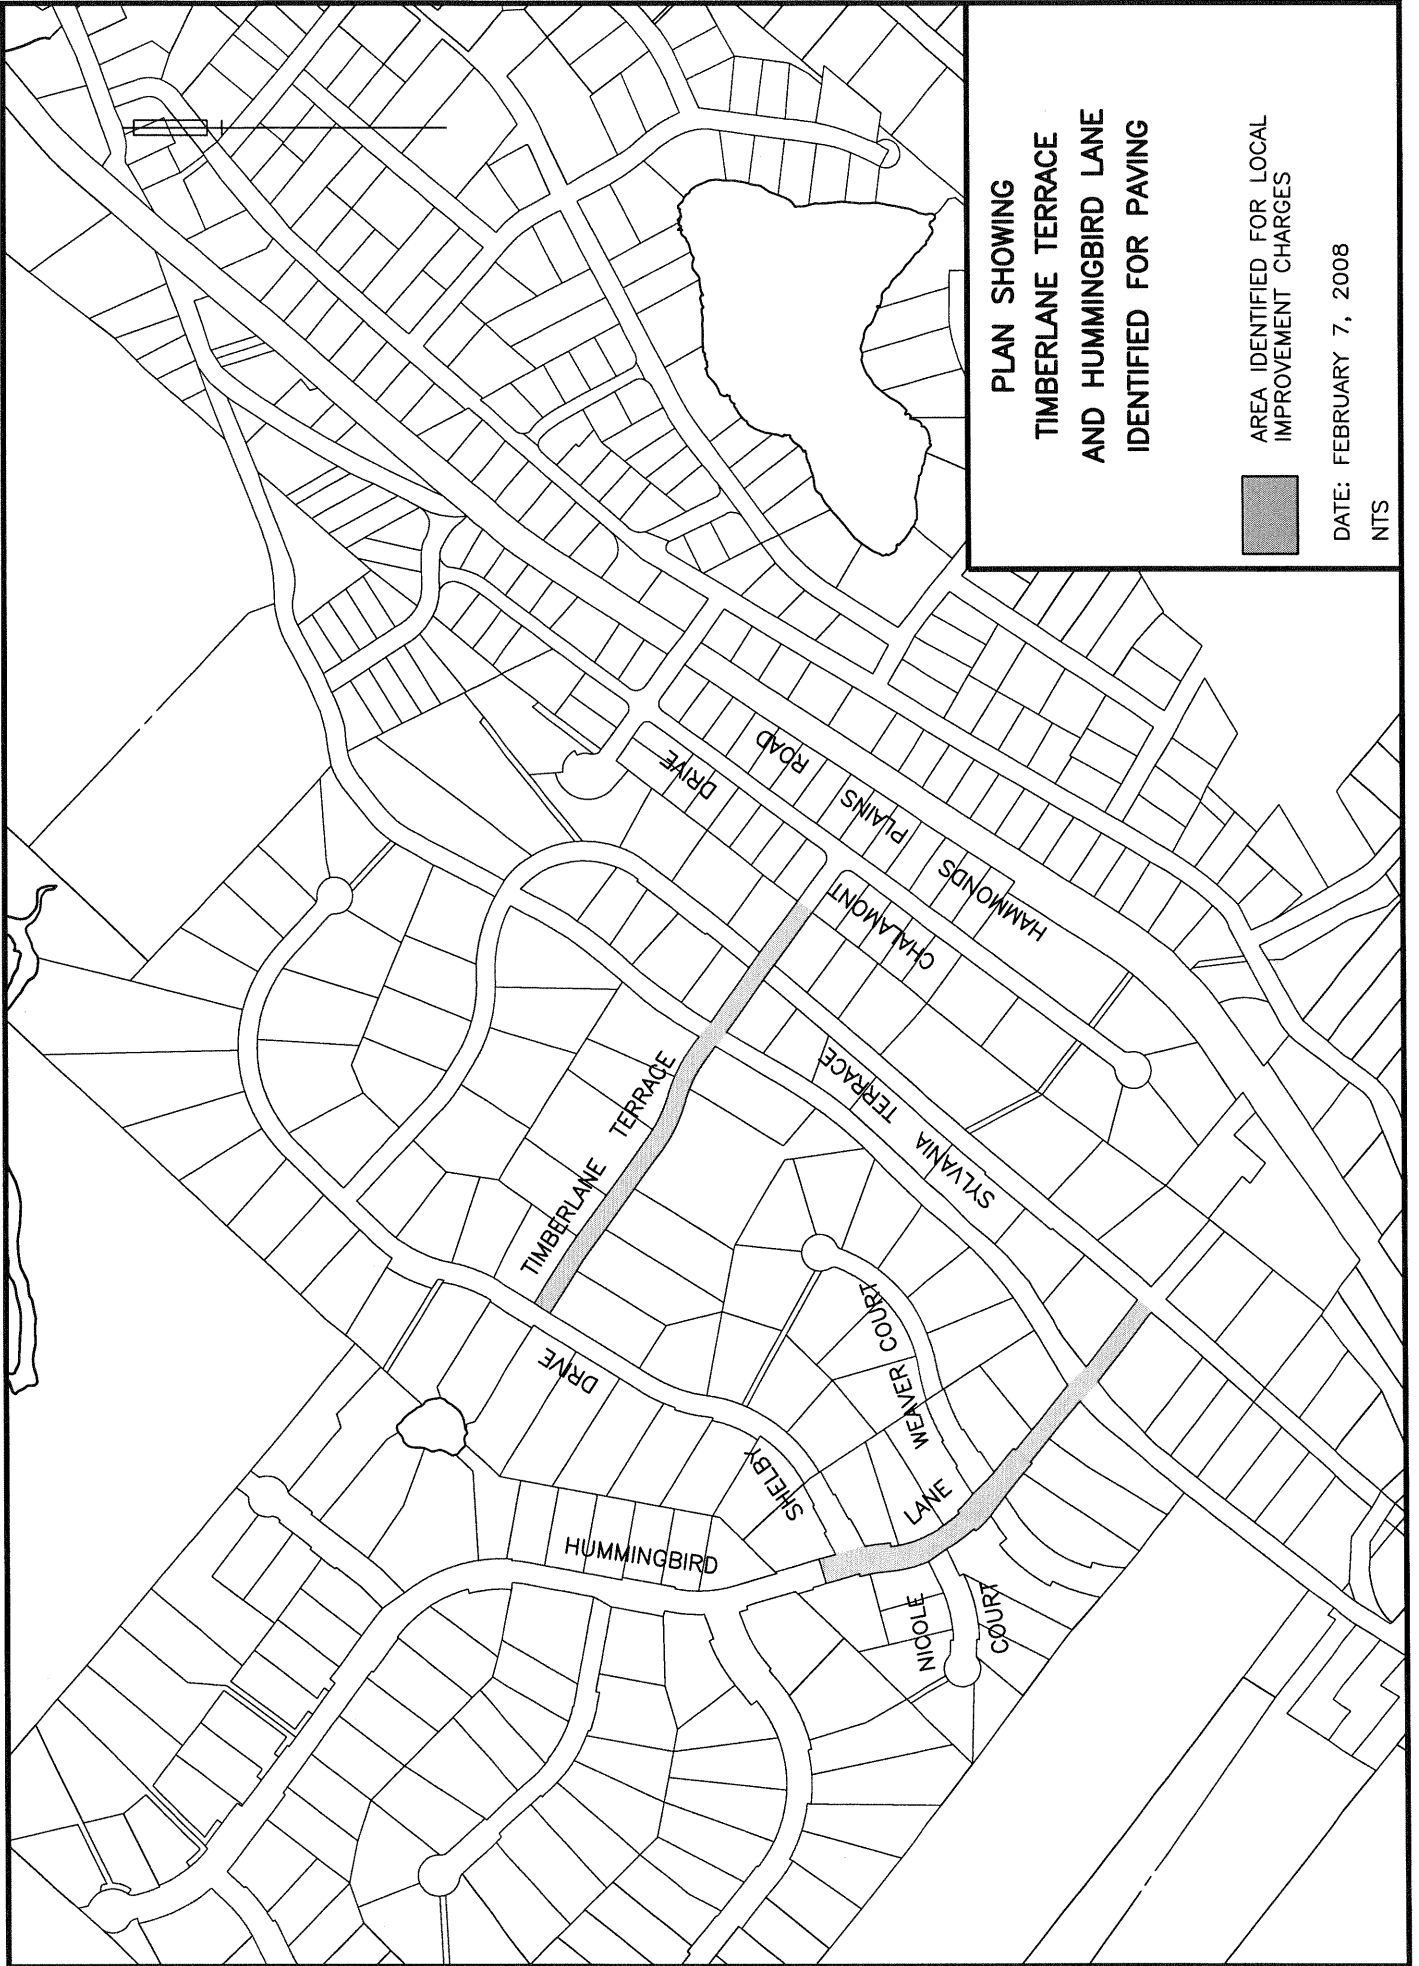 PLAN SHOWING
TIMBERLANE TERRACE
AND HUMMINGBIRD LANE
IDENTIFIED FOR PAVING
AREA IDENTIFIED FOR LOCAL
IMPROVEMENT CHARGES
DATE: FEBRUARY 7, 2008
NTS
HAMMONDS PLAINS ROAD
CHALAMONT DRIVE
TIMBERLANE TERRACE
SYLVANIA TERRACE
SHELBY DRIVE
WEAVER COURT
HUMMINGBIRD LANE
NICOLE COURT